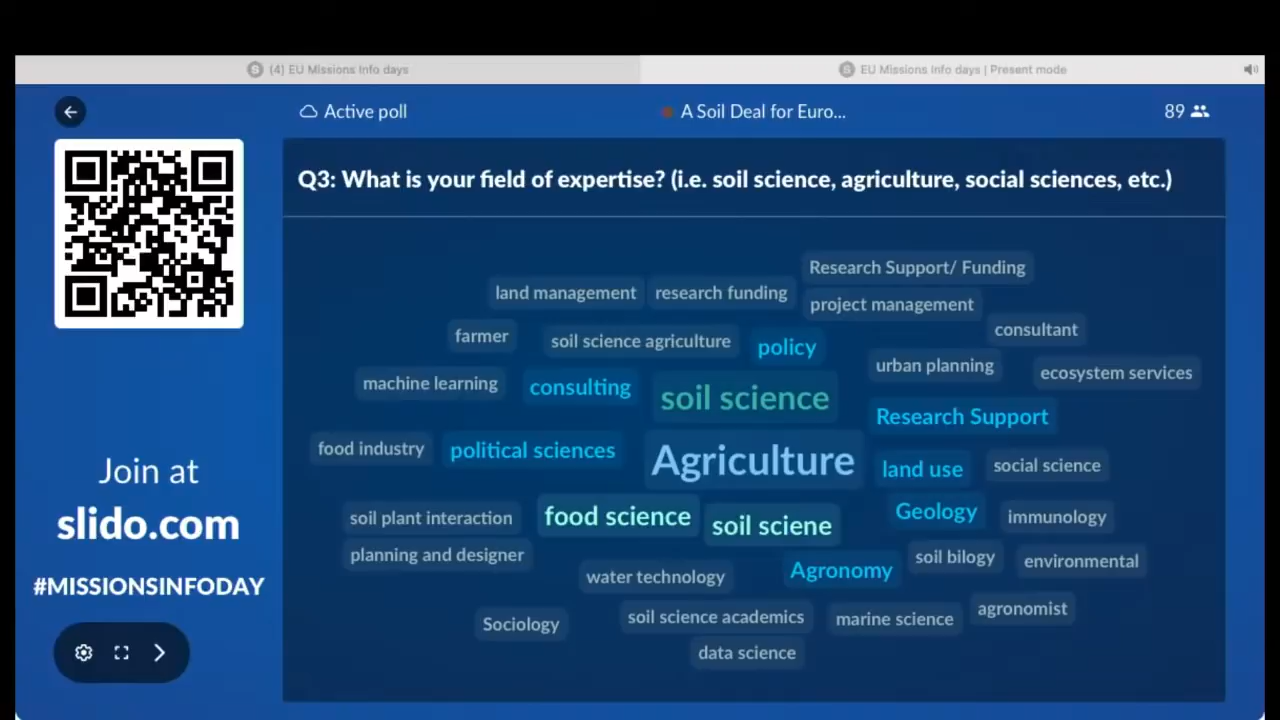 (4) EU Missions Info days
EU Missions Info days | Present mode
Active poll
A Soil Deal for Euro...
89
Q3: What is your field of expertise? (i.e. soil science, agriculture, social sciences, etc.)
Research Support/ Funding
land management
research funding
project management
farmer
soil science agriculture
policy
consultant
urban planning
ecosystem services
machine learning
consulting
soil science
Research Support
food industry
political sciences
Agriculture
land use
social science
soil plant interaction
food science
soil sciene
Geology
immunology
planning and designer
water technology
Agronomy
soil bilogy
environmental
Sociology
soil science academics
marine science
agronomist
data science
Join at
slido.com
#MISSIONSINFODAY